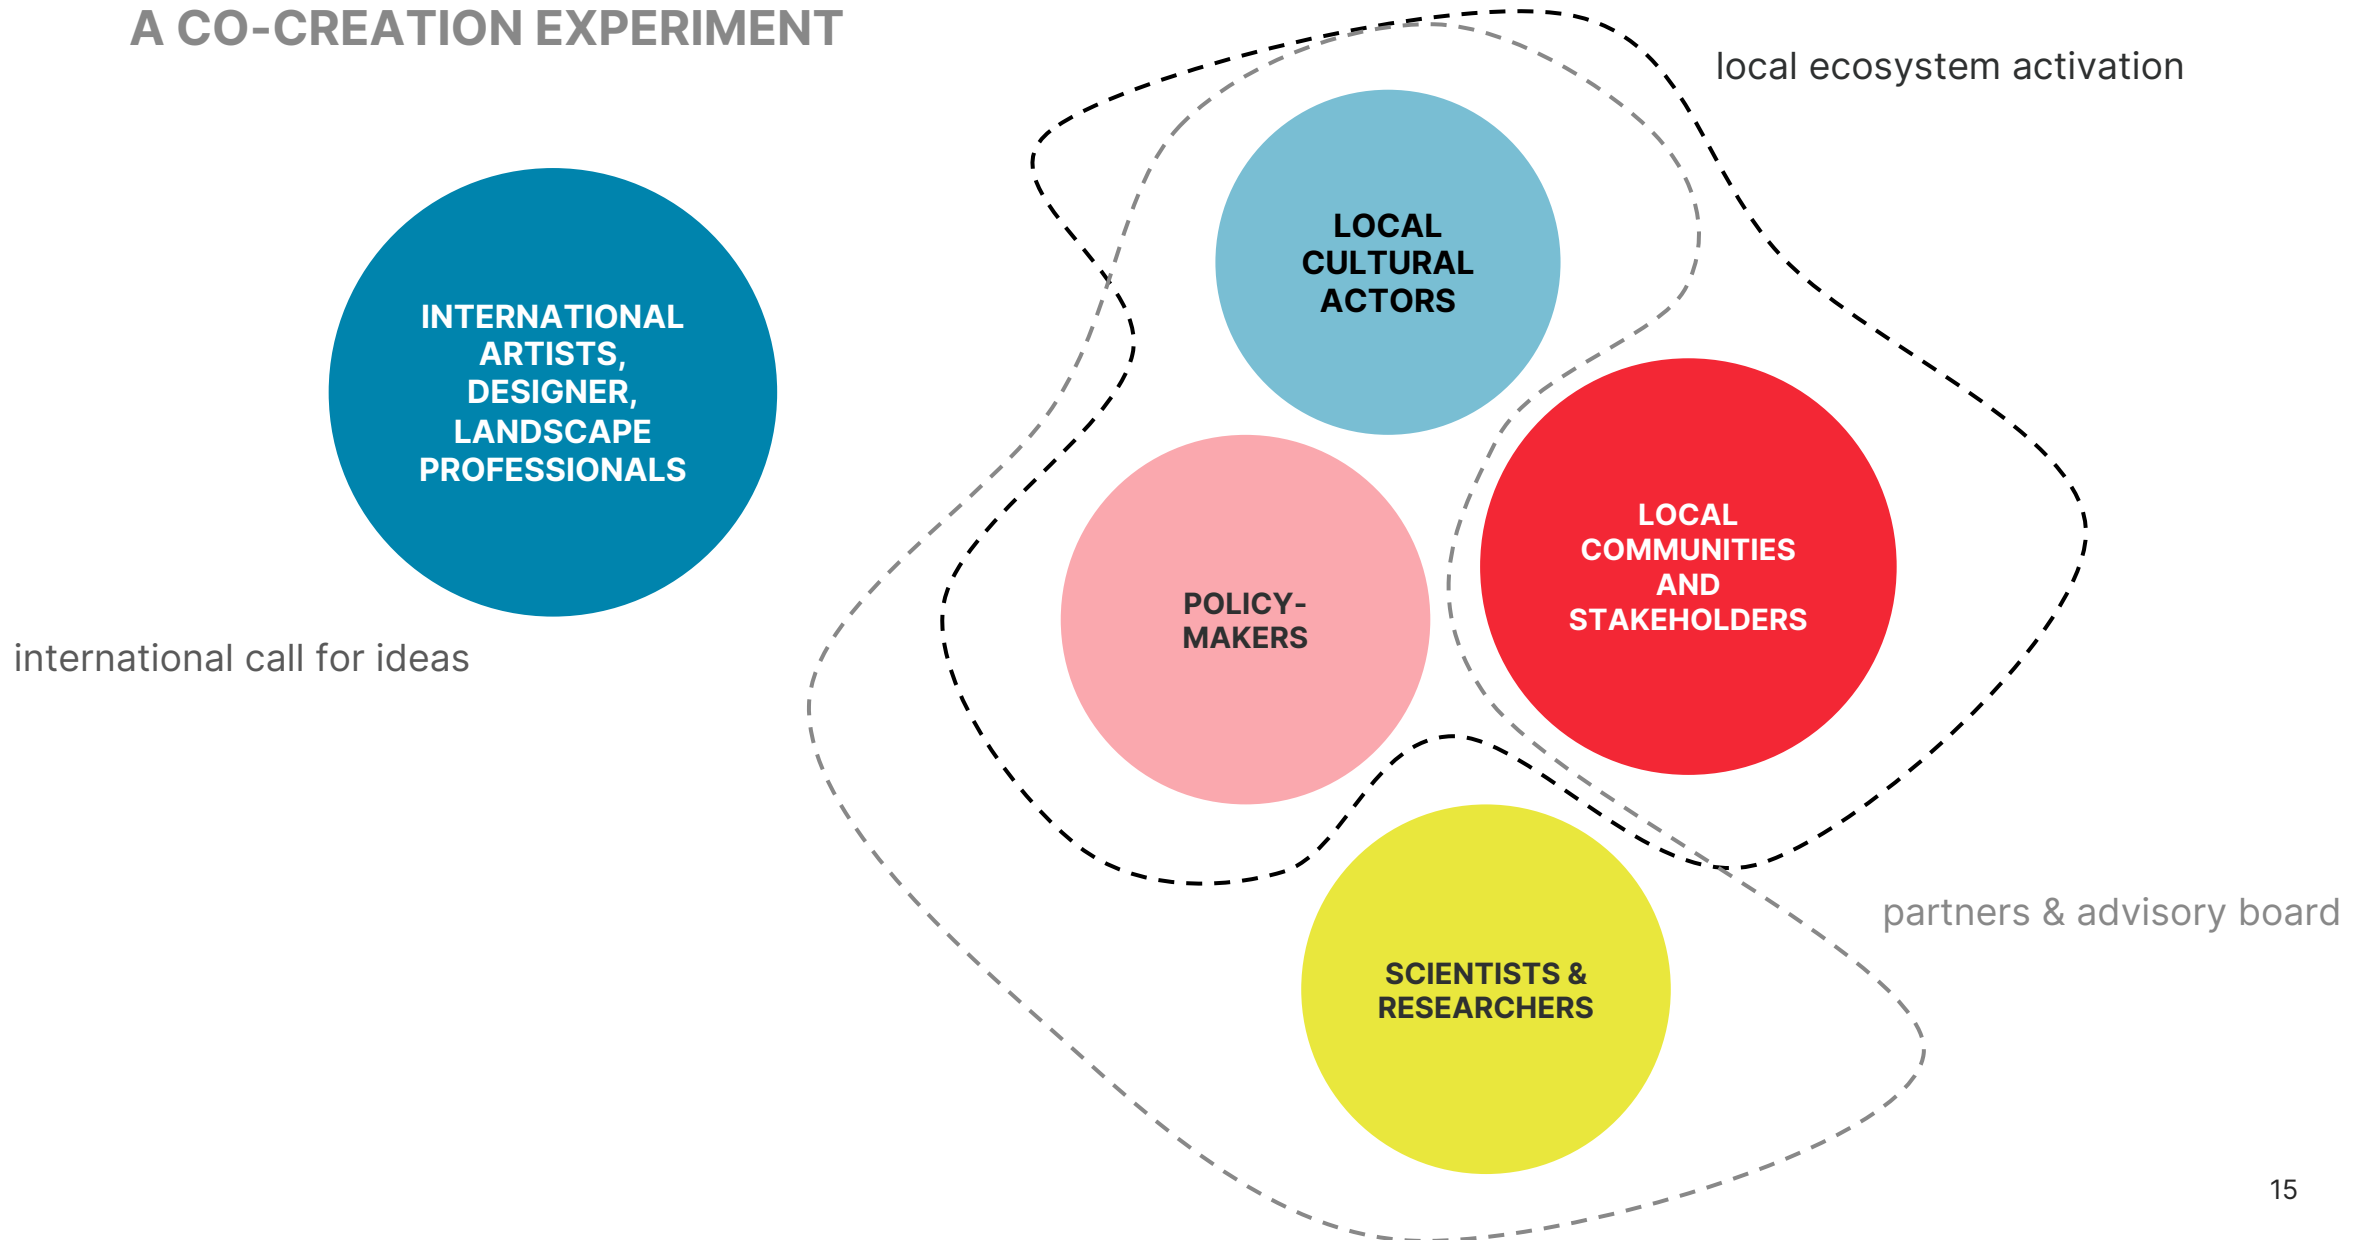 A CO-CREATION EXPERIMENT
local ecosystem activation
LOCAL
CULTURAL
ACTORS
INTERNATIONAL
ARTISTS,
DESIGNER,
LANDSCAPE
PROFESSIONALS
LOCAL
COMMUNITIES
AND
STAKEHOLDERS
POLICY-
MAKERS
international call for ideas
partners & advisory board
SCIENTISTS &
RESEARCHERS
15